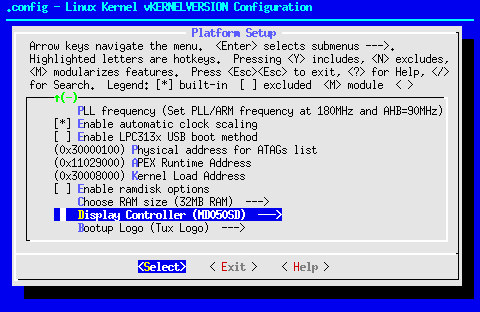 .config - Linux Kernel vKERNELVERSION Configuration
Platform Setup
Arrow keys navigate the menu. <Enter> selects submenus --->.
Highlighted letters are hotkeys. Pressing <Y> includes, <N> excludes,
<M> modularizes features. Press <Esc><Esc> to exit, <?> for Help, </>
for Search. Legend: [*] built-in [ ] excluded <M> module < >
↑(-)
PLL frequency (Set PLL/ARM frequency at 180MHz and AHB=90MHz)
[*] Enable automatic clock scaling
[ ] Enable LPC313x USB boot method
(0x30000100) Physical address for ATAGs list
(0x11029000) APEX Runtime Address
(0x30008000) Kernel Load Address
[ ] Enable ramdisk options
Choose RAM size (32MB RAM) --->
Display Controller (MD050SD) --->
Bootup Logo (Tux Logo) --->
<Select> < Exit > < Help >